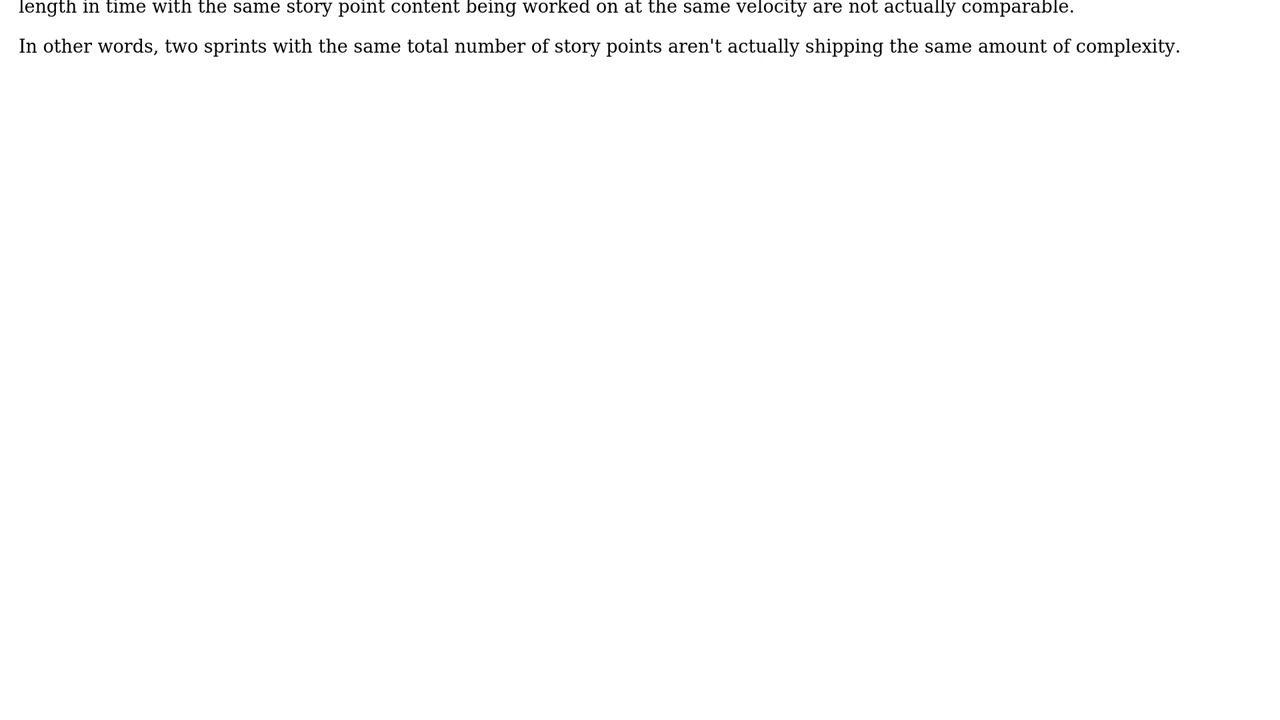 length in time with the same story point content being worked on at the same velocity are not actually comparable.
In other words, two sprints with the same total number of story points aren't actually shipping the same amount of complexity.